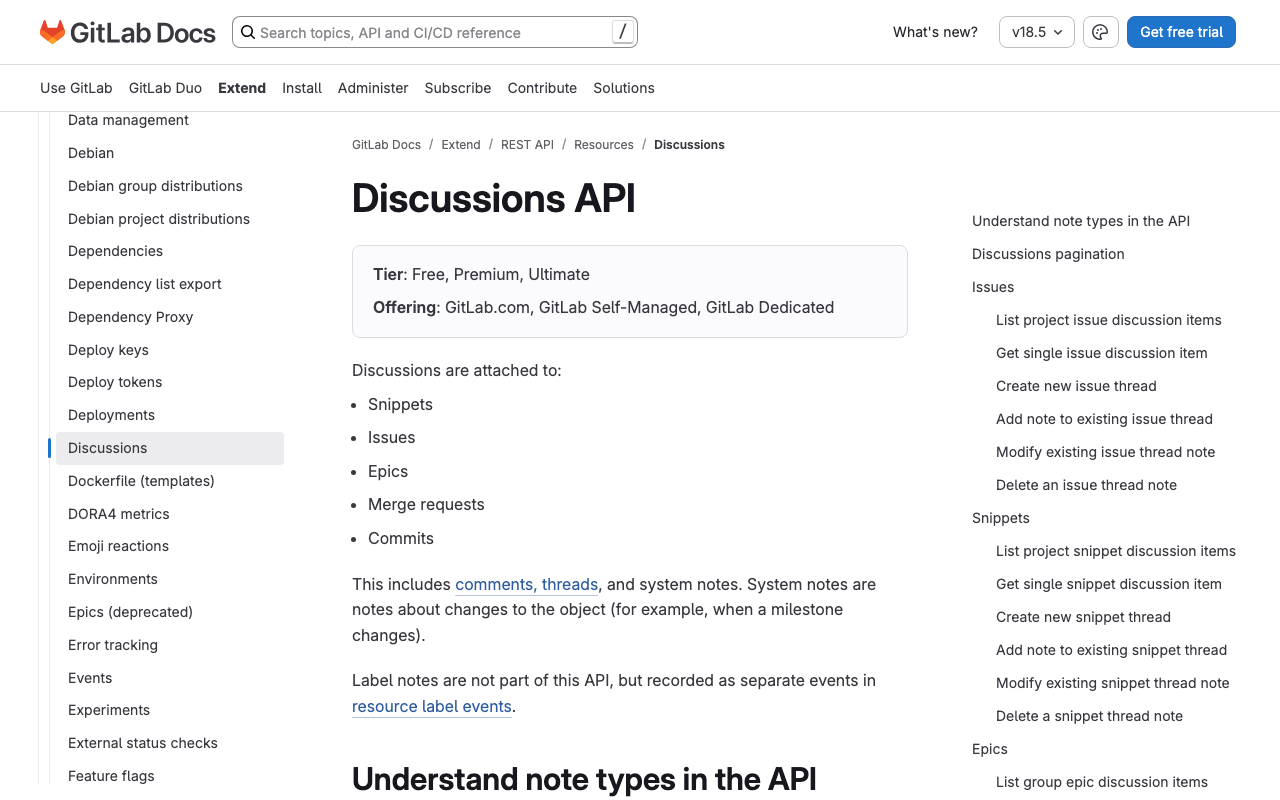 GitLab Docs
Search topics, API and CI/CD reference
/
What's new?
v18.5
Get free trial
Use GitLab
GitLab Duo
Extend
Install
Administer
Subscribe
Contribute
Solutions
Data management
Debian
Debian group distributions
Debian project distributions
Dependencies
Dependency list export
Dependency Proxy
Deploy keys
Deploy tokens
Deployments
Discussions
Dockerfile (templates)
DORA4 metrics
Emoji reactions
Environments
Epics (deprecated)
Error tracking
Events
Experiments
External status checks
Feature flags
GitLab Docs / Extend / REST API / Resources / Discussions
Discussions API
Tier: Free, Premium, Ultimate
Offering: GitLab.com, GitLab Self-Managed, GitLab Dedicated
Discussions are attached to:
• Snippets
• Issues
• Epics
• Merge requests
• Commits
This includes comments, threads, and system notes. System notes are
notes about changes to the object (for example, when a milestone
changes).
Label notes are not part of this API, but recorded as separate events in
resource label events.
Understand note types in the API
Understand note types in the API
Discussions pagination
Issues
List project issue discussion items
Get single issue discussion item
Create new issue thread
Add note to existing issue thread
Modify existing issue thread note
Delete an issue thread note
Snippets
List project snippet discussion items
Get single snippet discussion item
Create new snippet thread
Add note to existing snippet thread
Modify existing snippet thread note
Delete a snippet thread note
Epics
List group epic discussion items